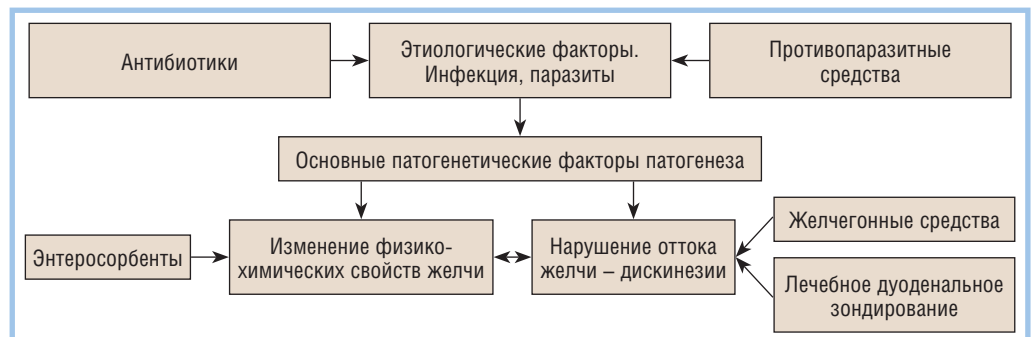 Антибиотики
Этиологические факторы.
Инфекция, паразиты
Противопаразитные
средства
Основные патогенетические факторы патогенеза
Энтеросорбенты
Изменение физико-
химических свойств желчи
Нарушение оттока
желчи – дискинезии
Желчегонные средства
Лечебное дуоденальное
зондирование